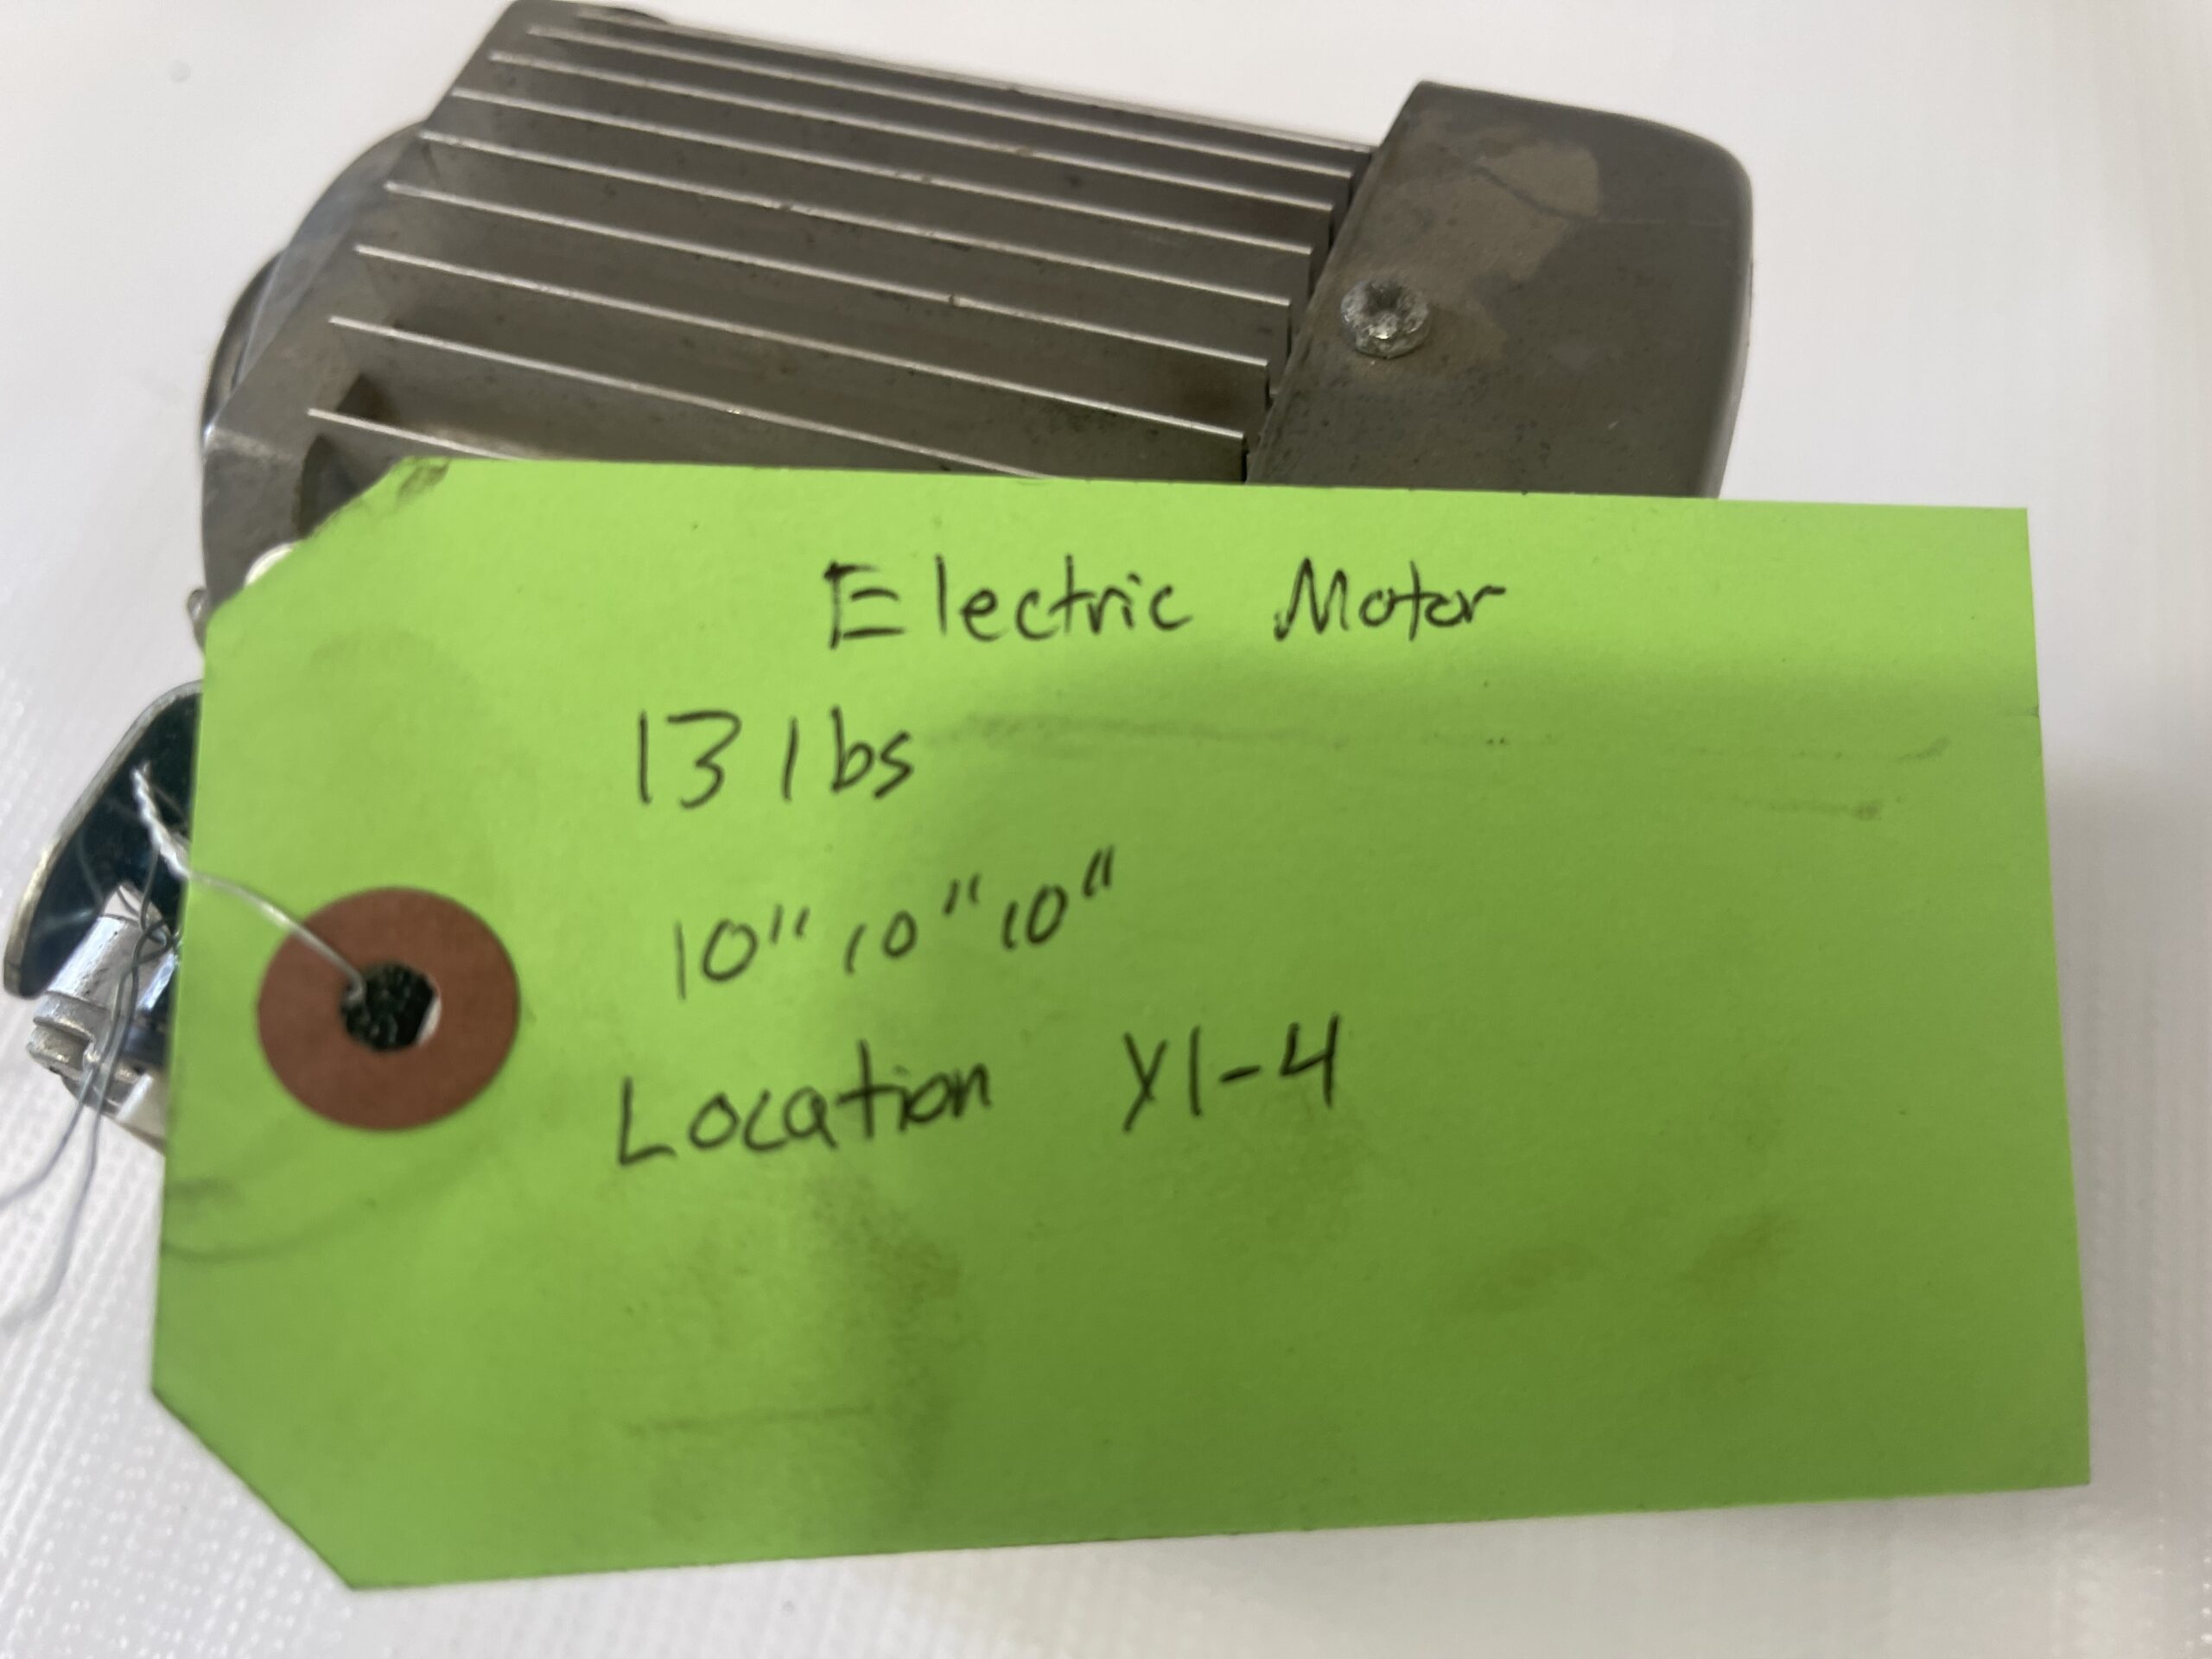 Electric Motor
13 lbs
10" 10" 10"
Location Y1-4